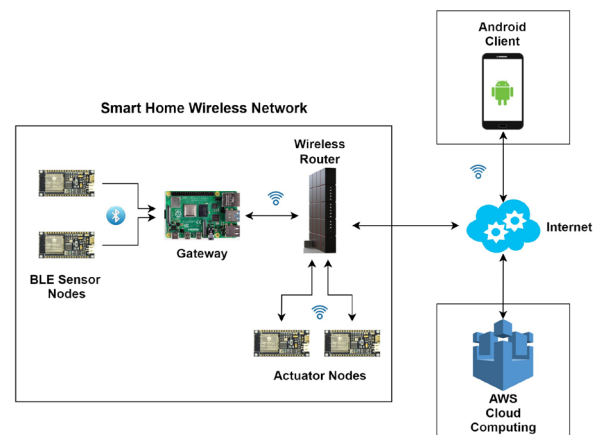 Android
Client
Smart Home Wireless Network
Wireless
Router
Gateway
BLE Sensor
Nodes
Internet
Actuator Nodes
AWS
Cloud
Computing